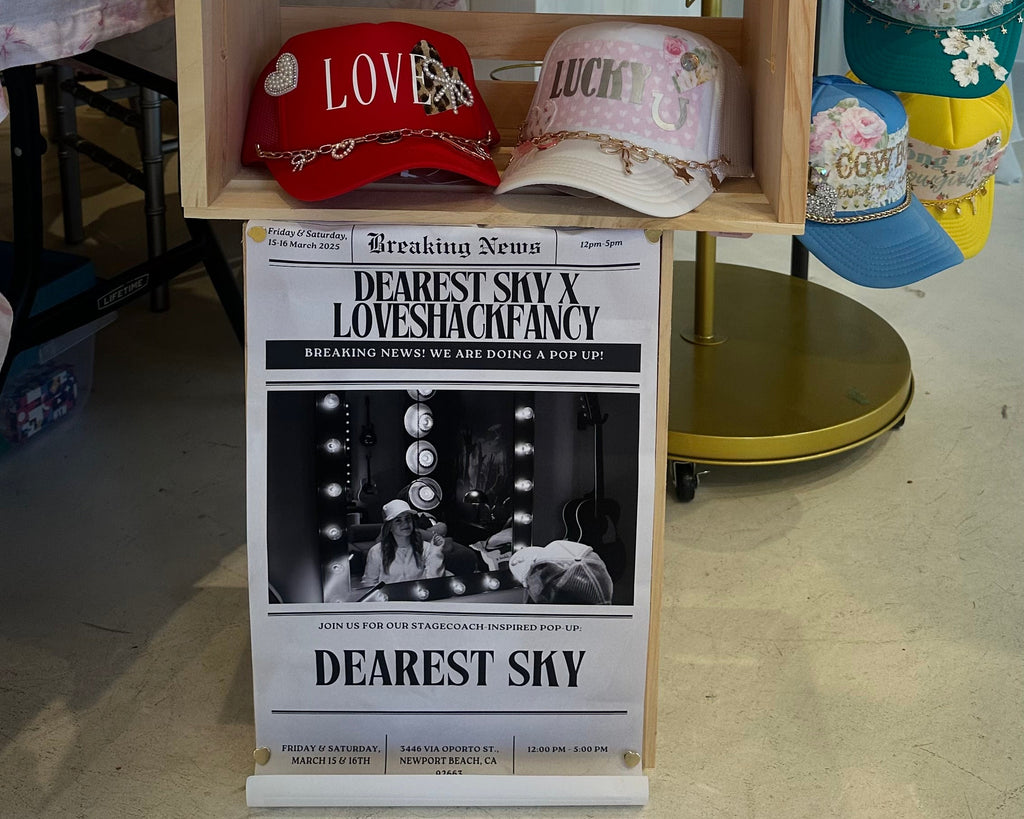 LOVE
LUCKY
COWB
LIFETIME
Friday & Saturday,
15-16 March 2025
Breaking News
12pm-5pm
DEAREST SKY X
LOVESHACKFANCY
BREAKING NEWS! WE ARE DOING A POP UP!
JOIN US FOR OUR STAGECOACH-INSPIRED POP-UP:
DEAREST SKY
FRIDAY & SATURDAY,
MARCH 15 & 16TH
3446 VIA OPORTO ST.,
NEWPORT BEACH, CA
92663
12:00 PM - 5:00 PM